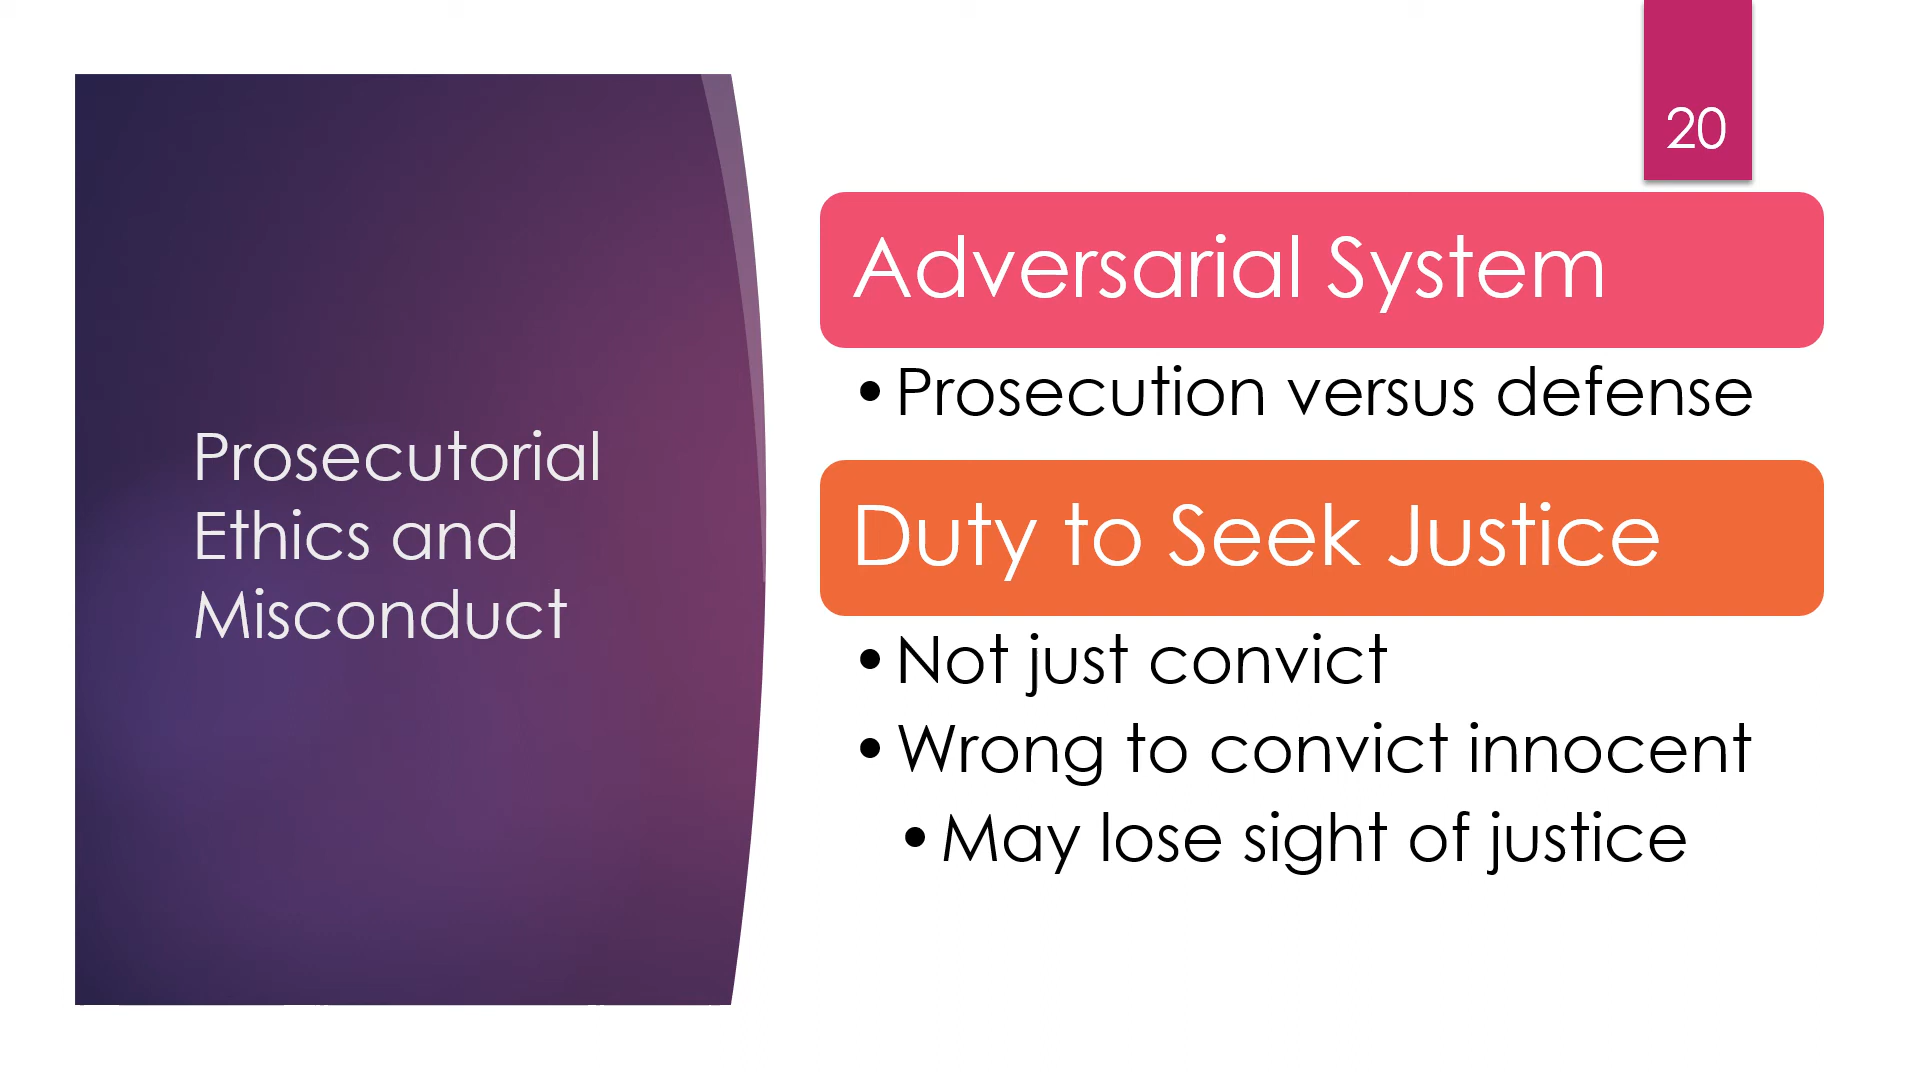 20
Prosecutorial
Ethics and
Misconduct
Adversarial System
•Prosecution versus defense
Duty to Seek Justice
•Not just convict
•Wrong to convict innocent
•May lose sight of justice